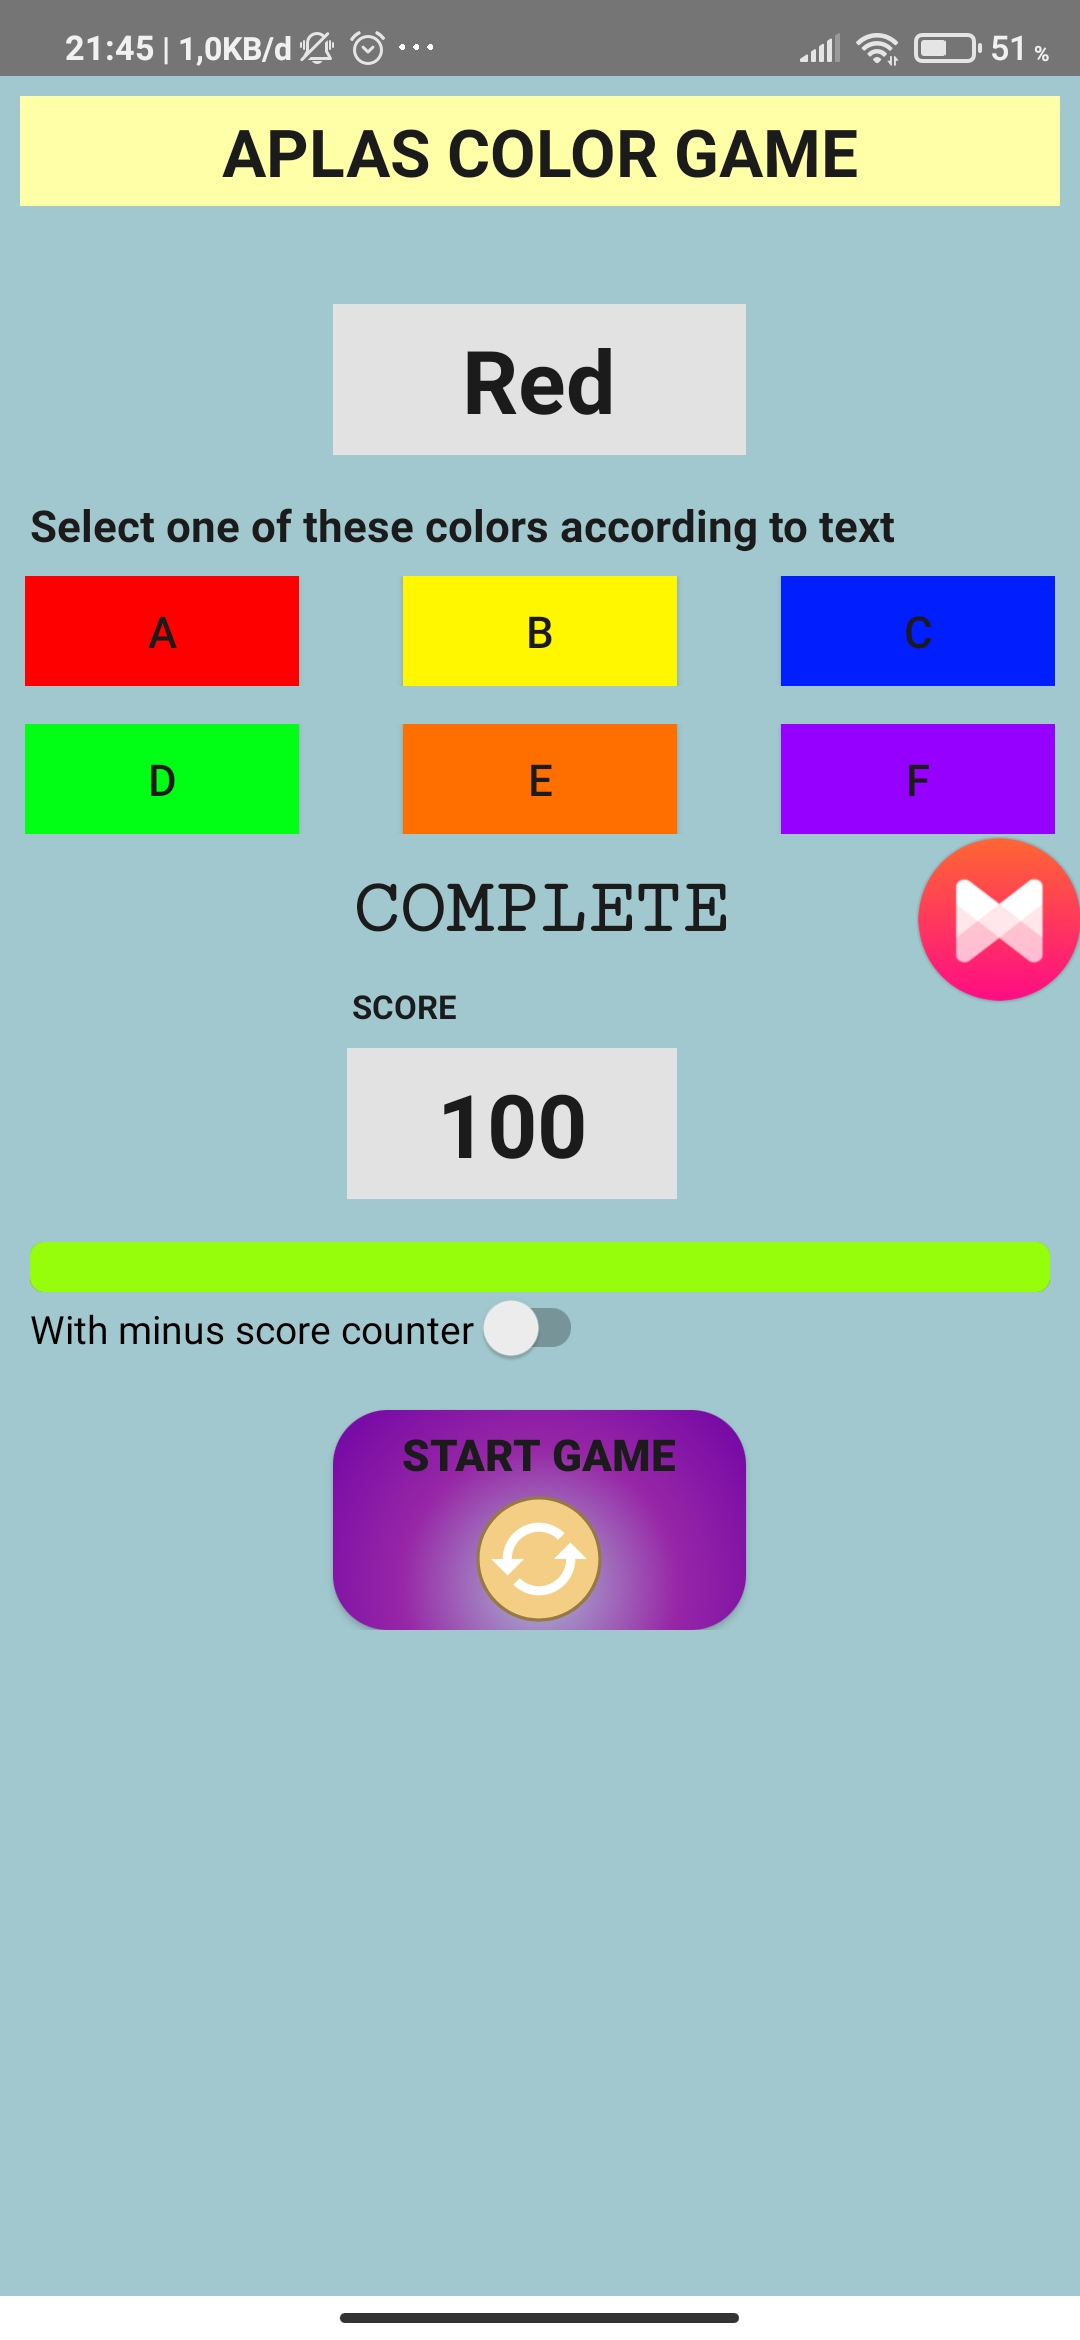 21:45 | 1,0KB/d ... 51 %
APLAS COLOR GAME
Red
Select one of these colors according to text
A B C
D E F
COMPLETE
SCORE
100
With minus score counter
START GAME